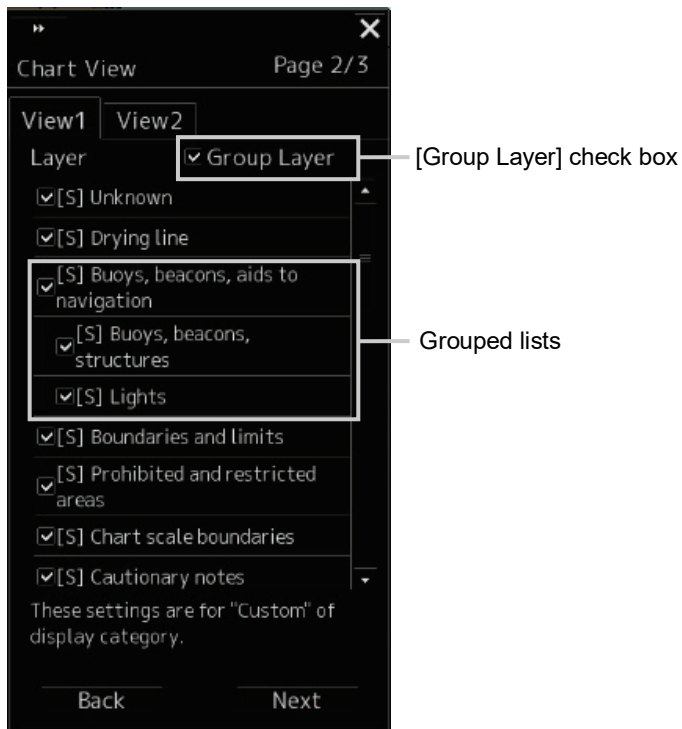 Chart View Page 2/3
View1 View2
Layer Group Layer
[Group Layer] check box
[S] Unknown
[S] Drying line
[S] Buoys, beacons, aids to
navigation
[S] Buoys, beacons,
structures
Grouped lists
[S] Lights
[S] Boundaries and limits
[S] Prohibited and restricted
areas
[S] Chart scale boundaries
[S] Cautionary notes
These settings are for "Custom" of
display category.
Back Next